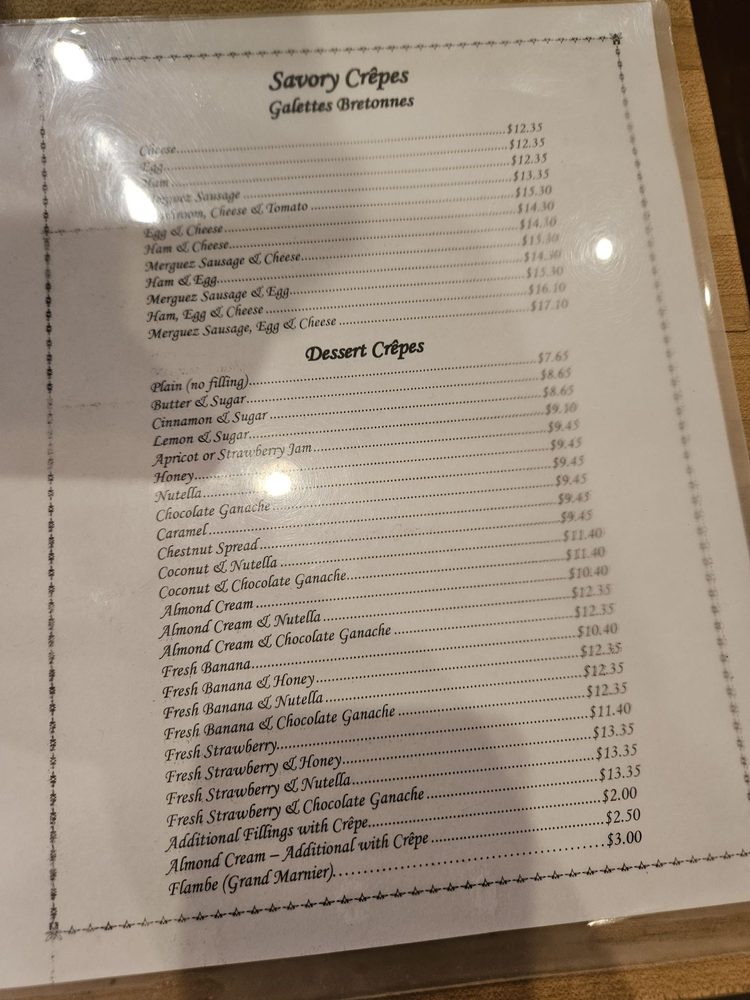 Savory Crêpes
Galettes Bretonnes
Cheese...$12.35
Egg...$12.35
Ham...$12.35
Merguez Sausage...$13.35
Mushroom, Cheese & Tomato...$15.30
Egg & Cheese...$14.30
Ham & Cheese...$14.30
Merguez Sausage & Cheese...$15.30
Ham & Egg...$14.30
Merguez Sausage & Egg...$15.30
Ham, Egg & Cheese...$16.10
Merguez Sausage, Egg & Cheese...$17.10
Dessert Crêpes
Plain (no filling)...$7.65
Butter & Sugar...$8.65
Cinnamon & Sugar...$8.65
Lemon & Sugar...$9.10
Apricot or Strawberry Jam...$9.45
Honey...$9.45
Nutella...$9.45
Chocolate Ganache...$9.45
Caramel...$9.45
Chestnut Spread...$9.45
Coconut & Nutella...$11.40
Coconut & Chocolate Ganache...$11.40
Almond Cream...$10.40
Almond Cream & Nutella...$12.35
Almond Cream & Chocolate Ganache...$12.35
Fresh Banana...$10.40
Fresh Banana & Honey...$12.35
Fresh Banana & Nutella...$12.35
Fresh Banana & Chocolate Ganache...$12.35
Fresh Strawberry...$11.40
Fresh Strawberry & Honey...$13.35
Fresh Strawberry & Nutella...$13.35
Fresh Strawberry & Chocolate Ganache...$13.35
Additional Fillings with Crêpe...$2.00
Almond Cream – Additional with Crêpe...$2.50
Flambe (Grand Marnier)...$3.00